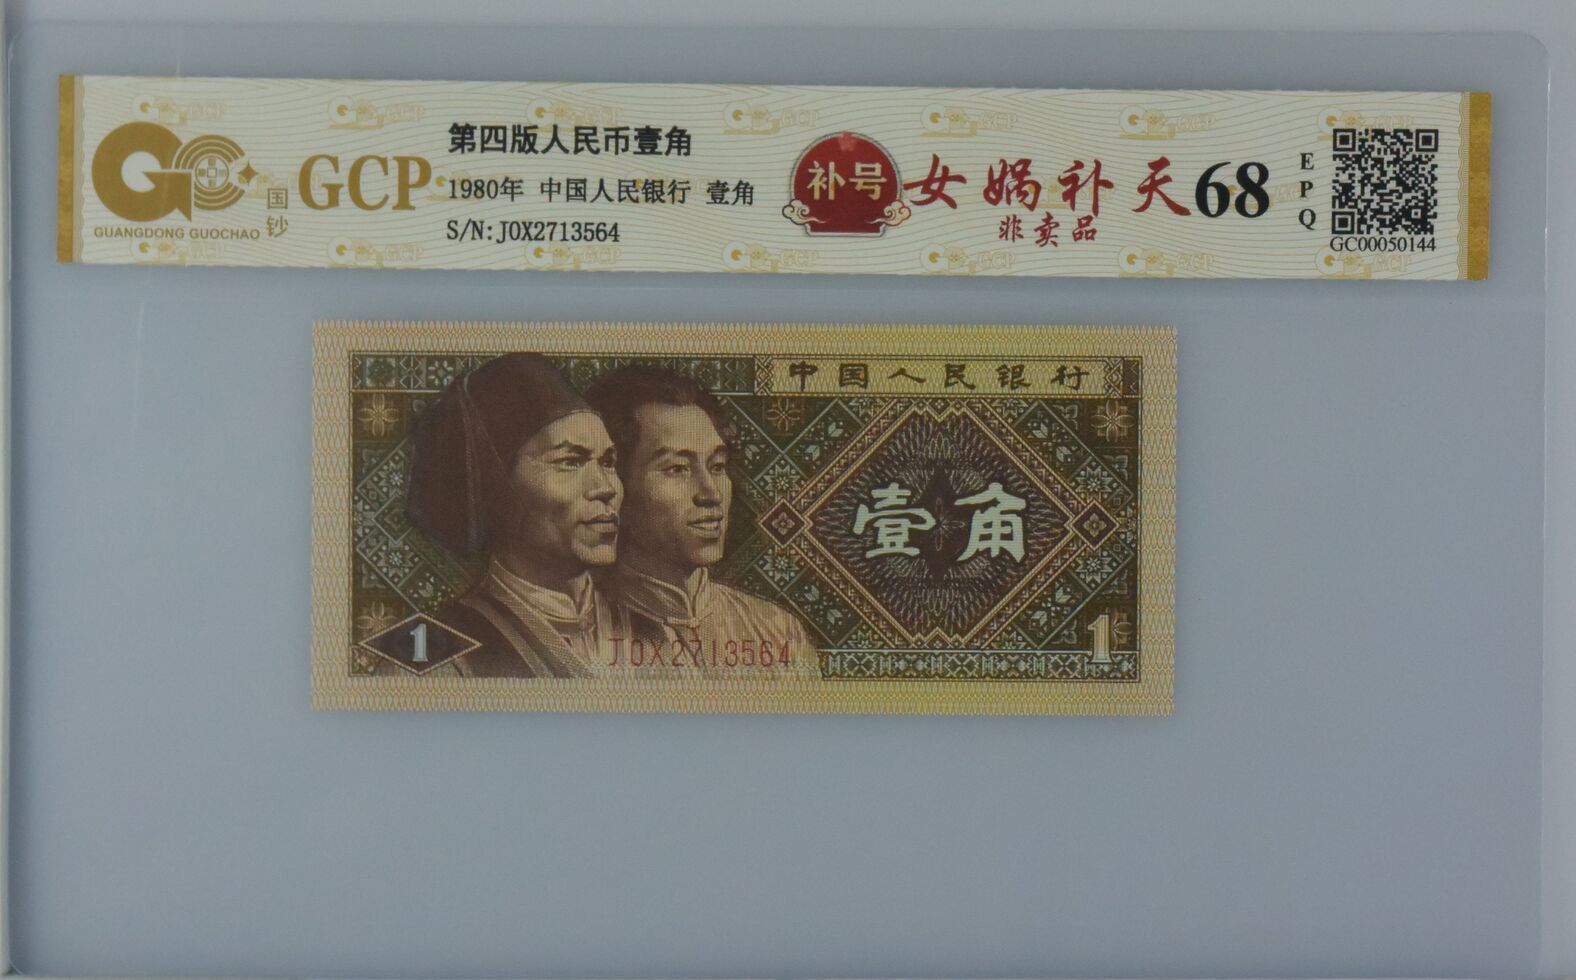 GUANGDONG GUOCHAO
国钞
GCP
第四版人民币壹角
1980年 中国人民银行 壹角
S/N:J0X2713564
补号
女娲补天
非卖品
68
EPQ
GC00050144
中国人民银行
壹角
1
J0X2713564
1